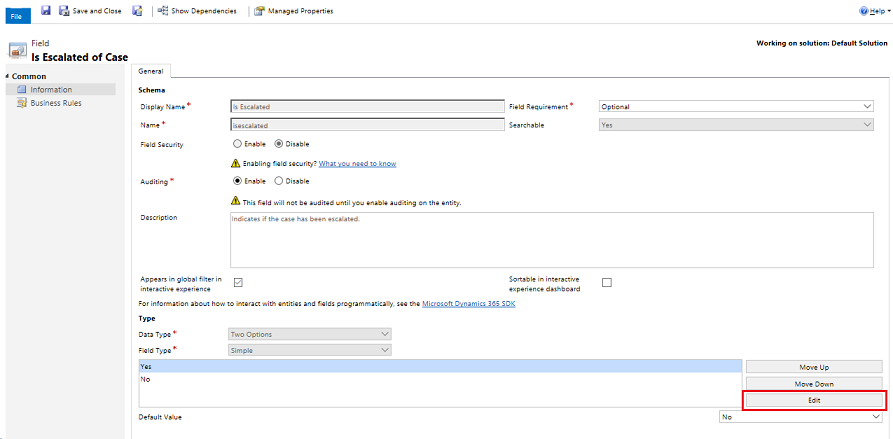 File
Save and Close
Show Dependencies
Managed Properties
Help
Field
Is Escalated of Case
Working on solution: Default Solution
Common
Information
Business Rules
General
Schema
Display Name *
Is Escalated
Field Requirement *
Optional
Name *
isescalated
Searchable
Yes
Field Security
Enable
Disable
Enabling field security? What you need to know
Auditing *
Enable
Disable
This field will not be audited until you enable auditing on the entity.
Description
Indicates if the case has been escalated.
Appears in global filter in
interactive experience
Sortable in interactive
experience dashboard
For information about how to interact with entities and fields programmatically, see the Microsoft Dynamics 365 SDK
Type
Data Type *
Two Options
Field Type *
Simple
Yes
No
Move Up
Move Down
Edit
Default Value
No